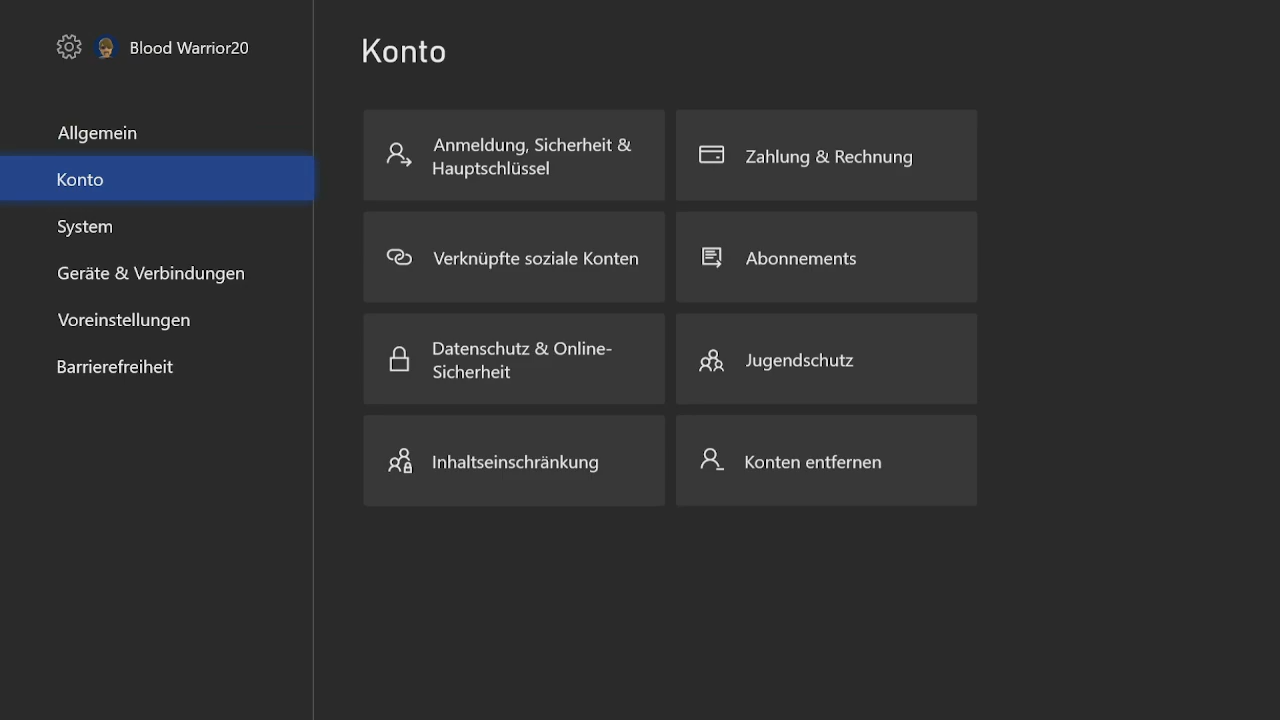 Blood Warrior20
Allgemein
Konto
System
Geräte & Verbindungen
Voreinstellungen
Barrierefreiheit
Konto
Anmeldung, Sicherheit &
Hauptschlüssel
Zahlung & Rechnung
Verknüpfte soziale Konten
Abonnements
Datenschutz & Online-
Sicherheit
Jugendschutz
Inhaltseinschränkung
Konten entfernen